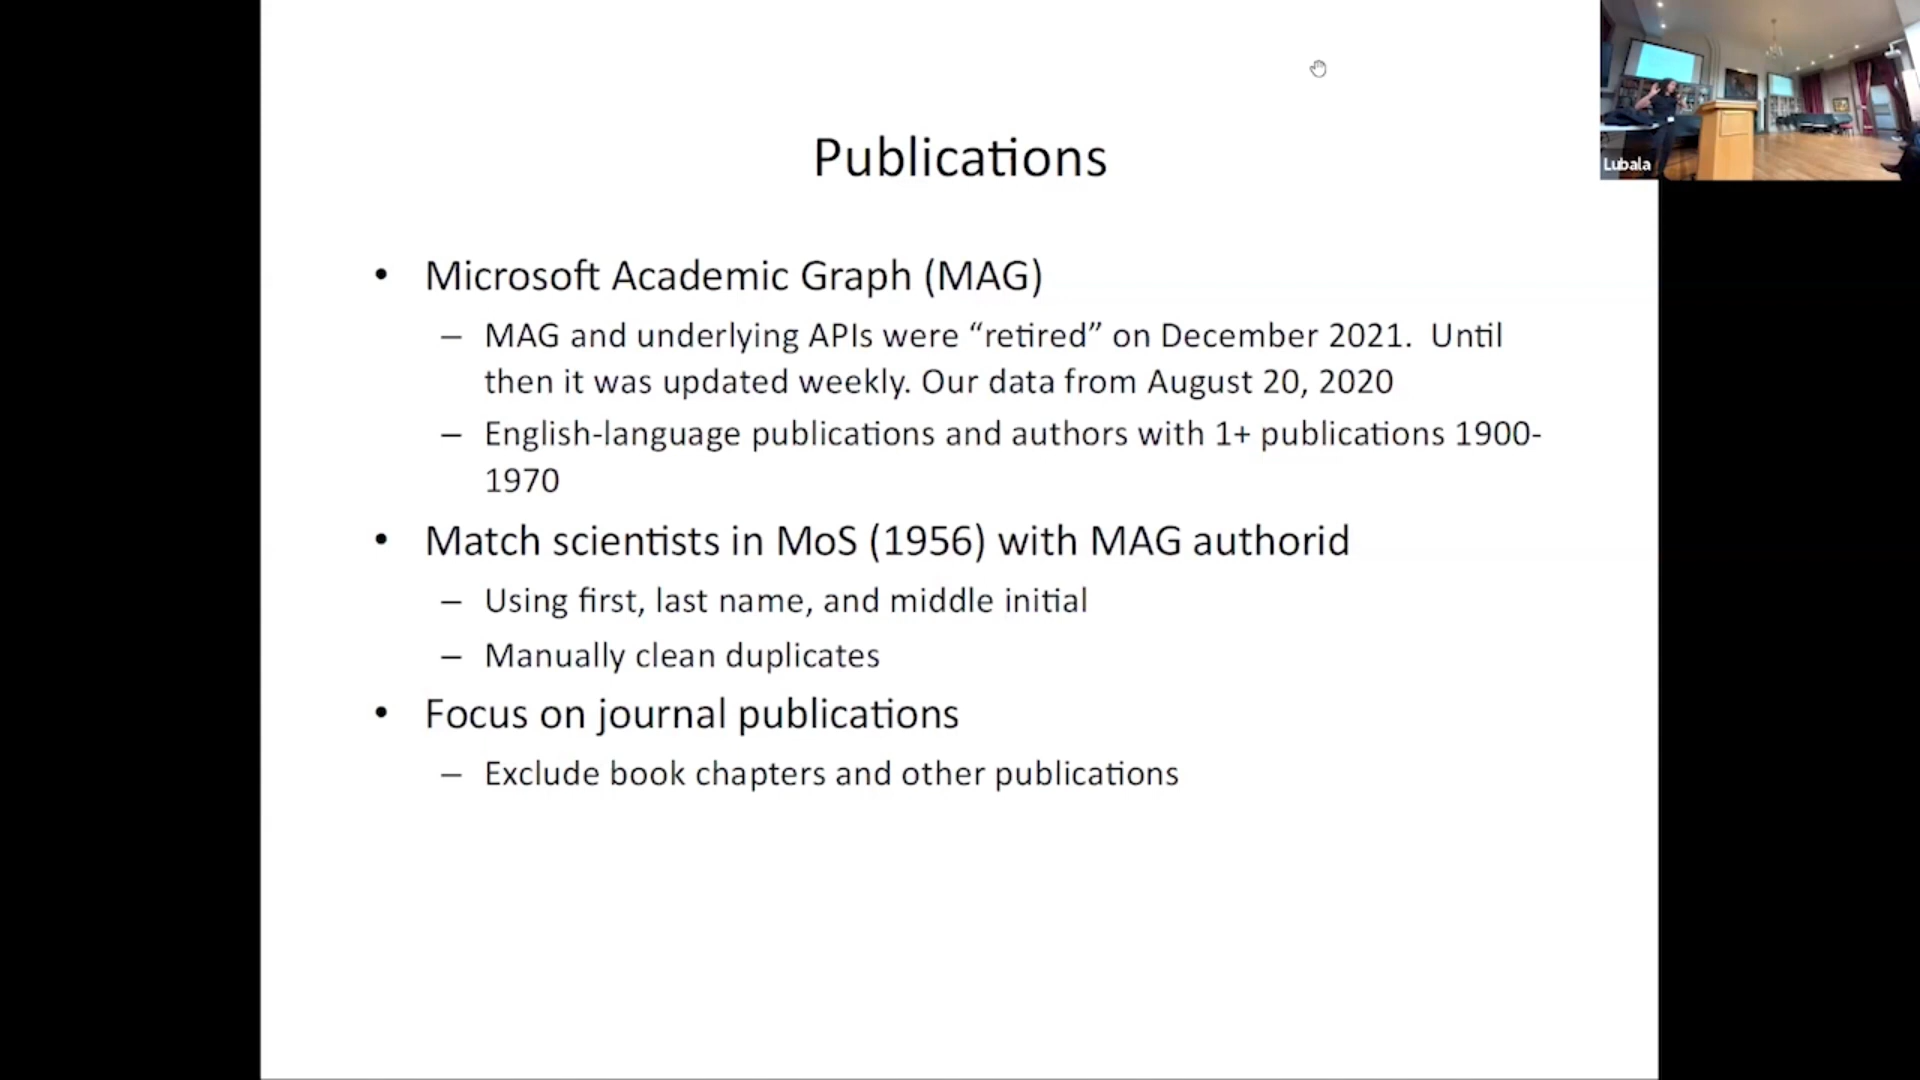 Publications
• Microsoft Academic Graph (MAG)
– MAG and underlying APIs were “retired” on December 2021. Until
then it was updated weekly. Our data from August 20, 2020
– English-language publications and authors with 1+ publications 1900-
1970
• Match scientists in MoS (1956) with MAG authorid
– Using first, last name, and middle initial
– Manually clean duplicates
• Focus on journal publications
– Exclude book chapters and other publications
Lubala